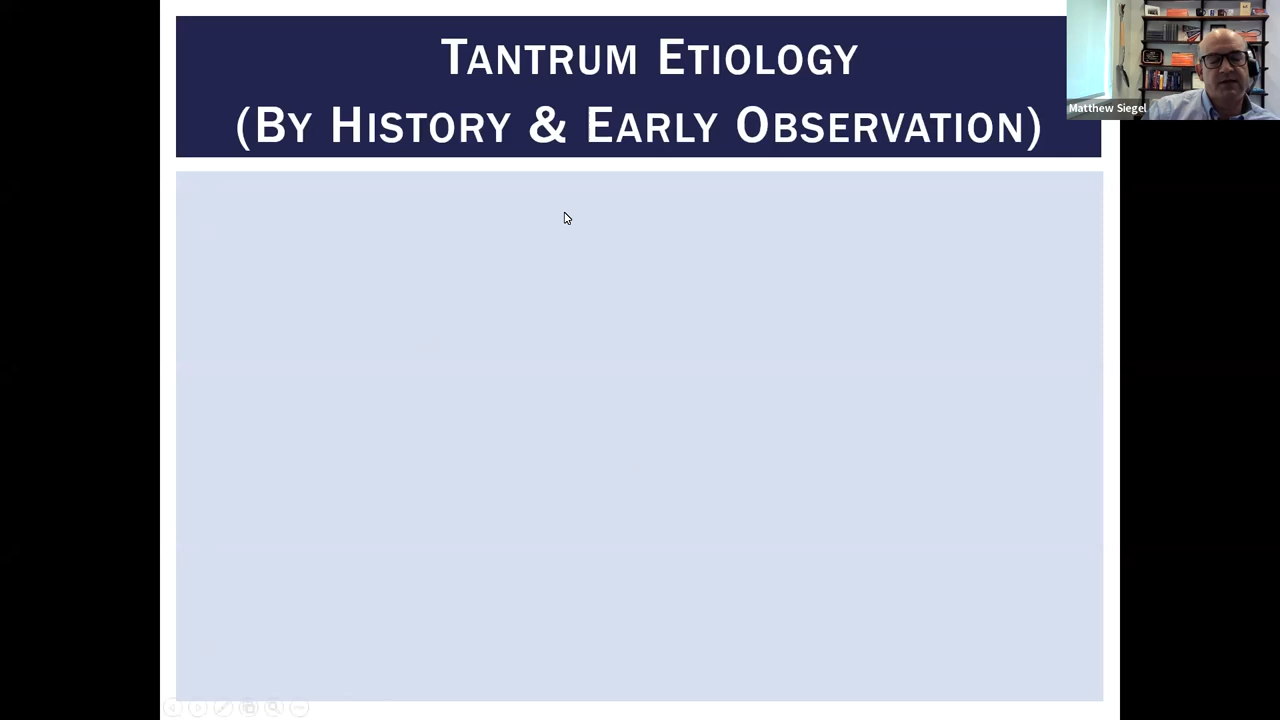 TANTRUM ETIOLOGY
(BY HISTORY & EARLY OBSERVATION)
Matthew Siegel